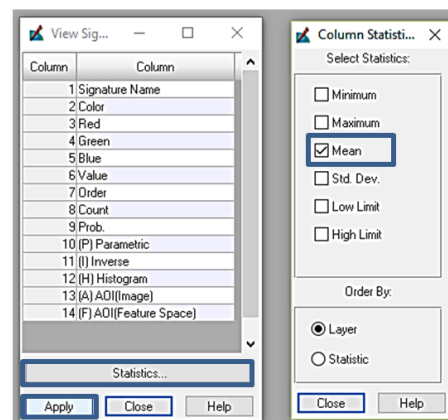 View Sig...
Column Column
1 Signature Name
2 Color
3 Red
4 Green
5 Blue
6 Value
7 Order
8 Count
9 Prob.
10 (P) Parametric
11 (I) Inverse
12 (H) Histogram
13 (A) AOI(Image)
14 (F) AOI(Feature Space)
Statistics...
Apply Close Help
Column Statisti...
Select Statistics:
Minimum
Maximum
Mean
Std. Dev.
Low Limit
High Limit
Order By:
Layer
Statistic
Close Help